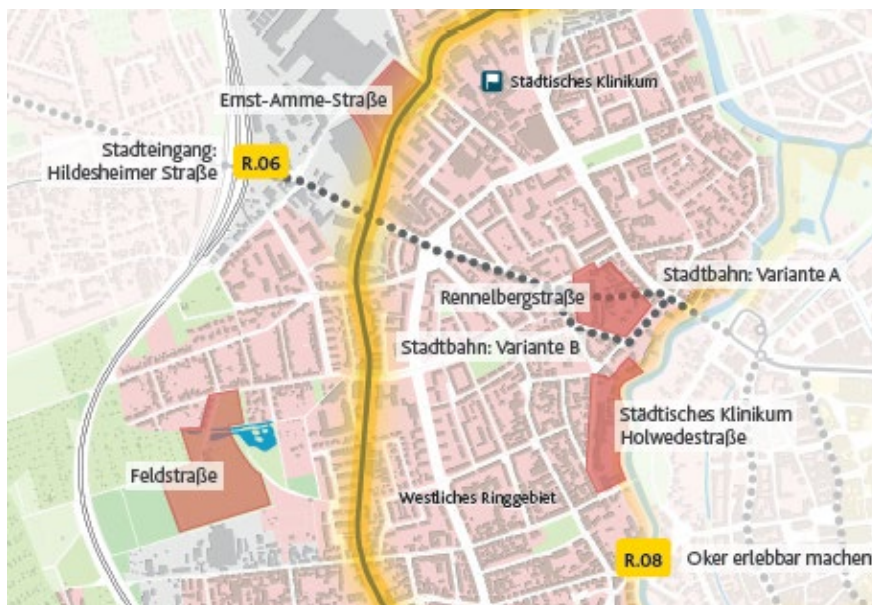 Städtisches Klinikum
Ernst-Amme-Straße
Stadteingang:
Hildesheimer Straße
R.06
Stadtbahn: Variante A
Rennelbergstraße
Stadtbahn: Variante B
Städtisches Klinikum
Holwedestraße
Feldstraße
Westliches Ringgebiet
R.08
Oker erlebbar machen